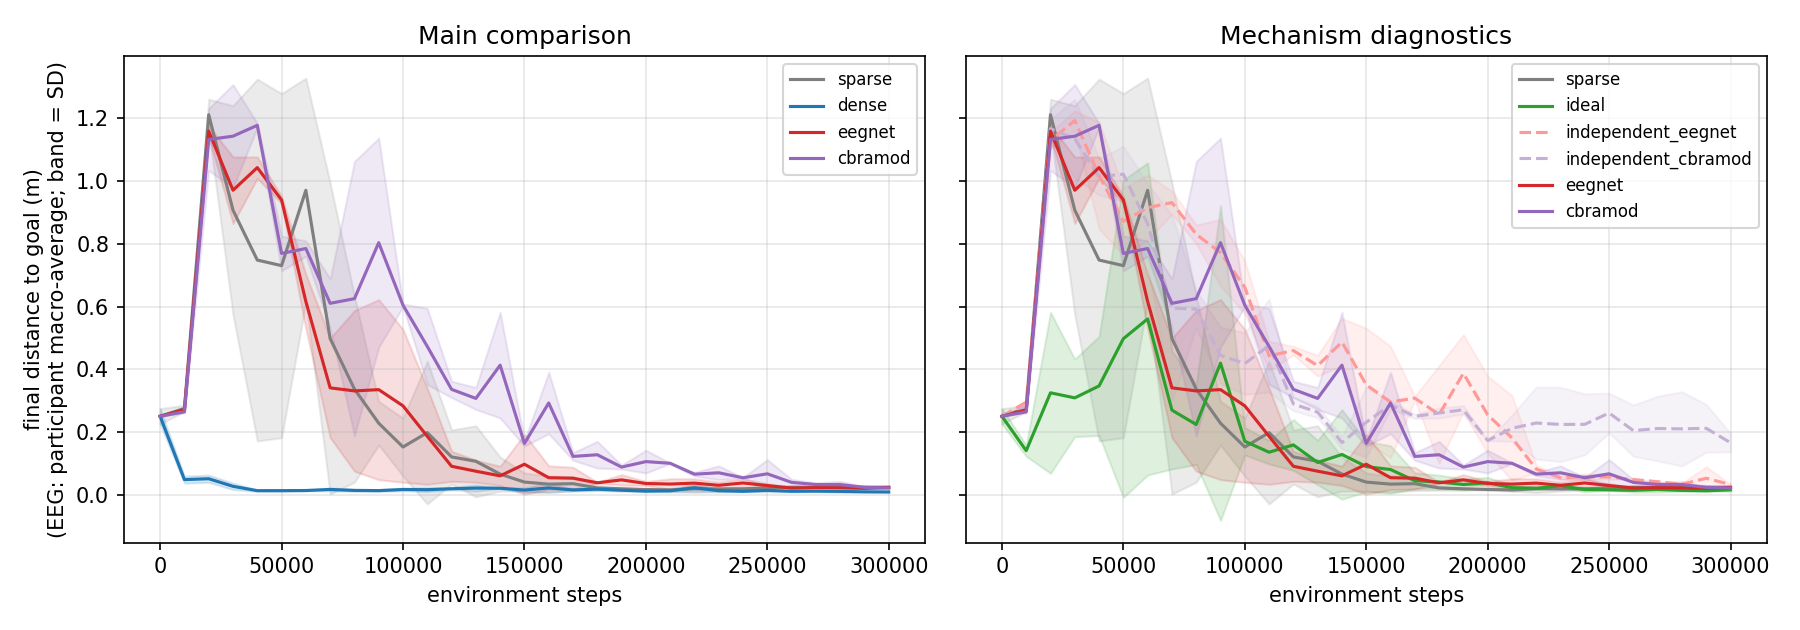 Main comparison
final distance to goal (m)
(EEG: participant macro-average; band = SD)
1.2
1.0
0.8
0.6
0.4
0.2
0.0
0 50000 100000 150000 200000 250000 300000
environment steps
sparse
dense
eegnet
cbramod
Mechanism diagnostics
sparse
ideal
independent_eegnet
independent_cbramod
eegnet
cbramod
0 50000 100000 150000 200000 250000 300000
environment steps